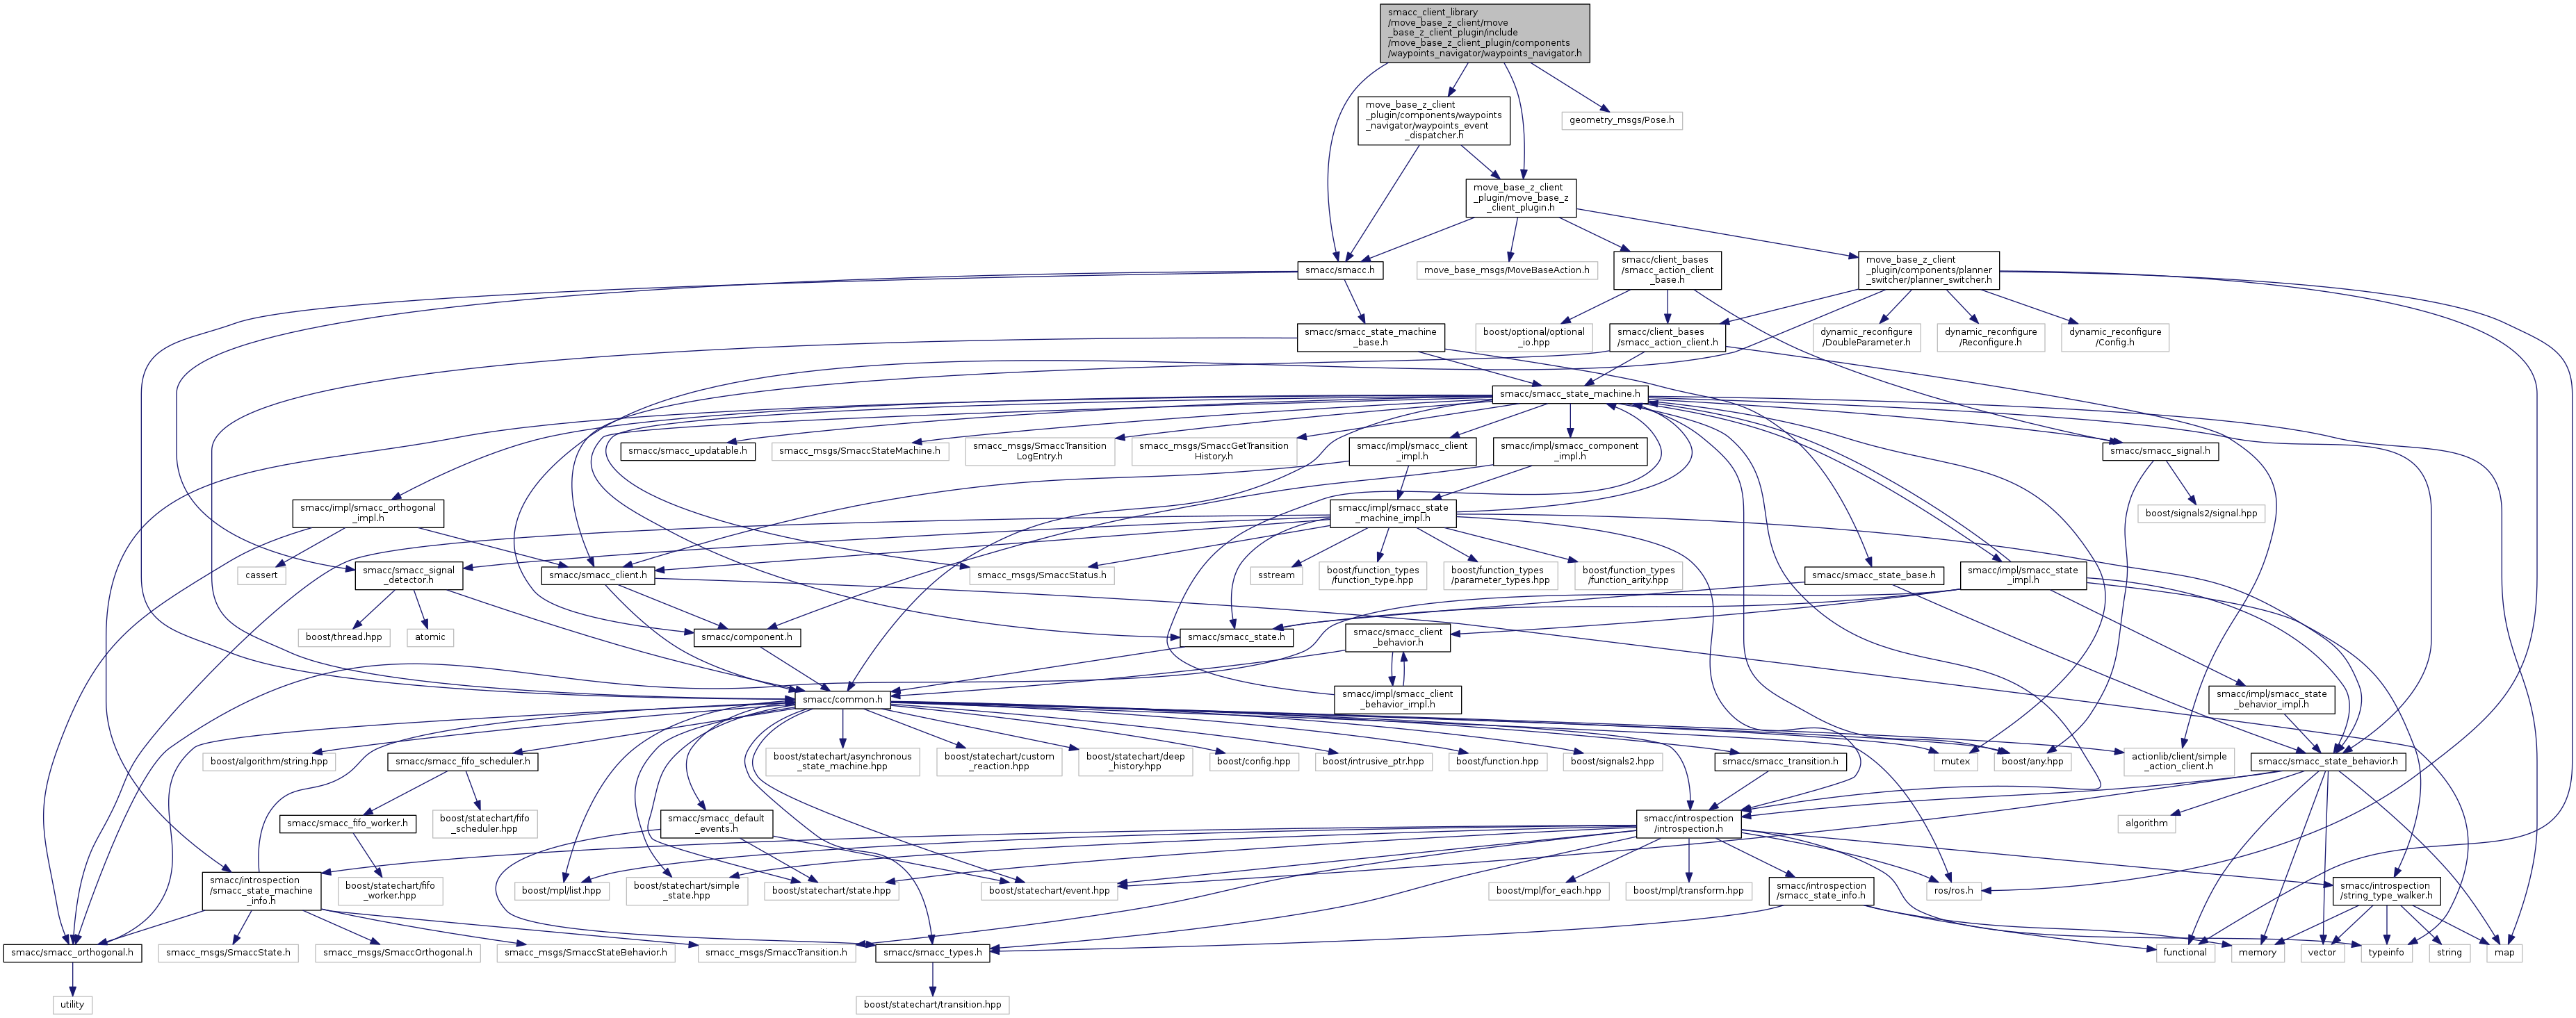 smacc_client_library
/move_base_z_client/move
_base_z_client_plugin/include
/move_base_z_client_plugin/components
/waypoints_navigator/waypoints_navigator.h
move_base_z_client
_plugin/components/waypoints
_navigator/waypoints_event
_dispatcher.h
geometry_msgs/Pose.h
move_base_z_client
_plugin/move_base_z
_client_plugin.h
smacc/smacc.h
move_base_msgs/MoveBaseAction.h
smacc/client_bases
/smacc_action_client
_base.h
move_base_z_client
_plugin/components/planner
_switcher/planner_switcher.h
smacc/smacc_state_machine
_base.h
boost/optional/optional
_io.hpp
smacc/client_bases
/smacc_action_client.h
dynamic_reconfigure
/DoubleParameter.h
dynamic_reconfigure
/Reconfigure.h
dynamic_reconfigure
/Config.h
smacc/smacc_state_machine.h
smacc/smacc_updatable.h
smacc_msgs/SmaccStateMachine.h
smacc_msgs/SmaccTransition
LogEntry.h
smacc_msgs/SmaccGetTransition
History.h
smacc/impl/smacc_client
_impl.h
smacc/impl/smacc_component
_impl.h
smacc/smacc_signal.h
smacc/impl/smacc_orthogonal
_impl.h
smacc/impl/smacc_state
_machine_impl.h
boost/signals2/signal.hpp
cassert
smacc/smacc_signal
_detector.h
smacc/smacc_client.h
smacc_msgs/SmaccStatus.h
sstream
boost/function_types
/function_type.hpp
boost/function_types
/parameter_types.hpp
boost/function_types
/function_arity.hpp
smacc/smacc_state_base.h
smacc/impl/smacc_state
_impl.h
boost/thread.hpp
atomic
smacc/component.h
smacc/smacc_state.h
smacc/smacc_client
_behavior.h
smacc/common.h
smacc/impl/smacc_client
_behavior_impl.h
smacc/impl/smacc_state
_behavior_impl.h
boost/algorithm/string.hpp
smacc/smacc_fifo_scheduler.h
boost/statechart/asynchronous
_state_machine.hpp
boost/statechart/custom
_reaction.hpp
boost/statechart/deep
_history.hpp
boost/config.hpp
boost/intrusive_ptr.hpp
boost/function.hpp
boost/signals2.hpp
smacc/smacc_transition.h
mutex
boost/any.hpp
actionlib/client/simple
_action_client.h
smacc/smacc_state_behavior.h
smacc/smacc_fifo_worker.h
boost/statechart/fifo
_scheduler.hpp
smacc/smacc_default
_events.h
smacc/introspection
/introspection.h
algorithm
smacc/introspection
/smacc_state_machine
_info.h
boost/statechart/fifo
_worker.hpp
boost/mpl/list.hpp
boost/statechart/simple
_state.hpp
boost/statechart/state.hpp
boost/statechart/event.hpp
boost/mpl/for_each.hpp
boost/mpl/transform.hpp
smacc/introspection
/smacc_state_info.h
ros/ros.h
smacc/introspection
/string_type_walker.h
smacc/smacc_orthogonal.h
smacc_msgs/SmaccState.h
smacc_msgs/SmaccOrthogonal.h
smacc_msgs/SmaccStateBehavior.h
smacc_msgs/SmaccTransition.h
smacc/smacc_types.h
functional
memory
vector
typeinfo
string
map
utility
boost/statechart/transition.hpp